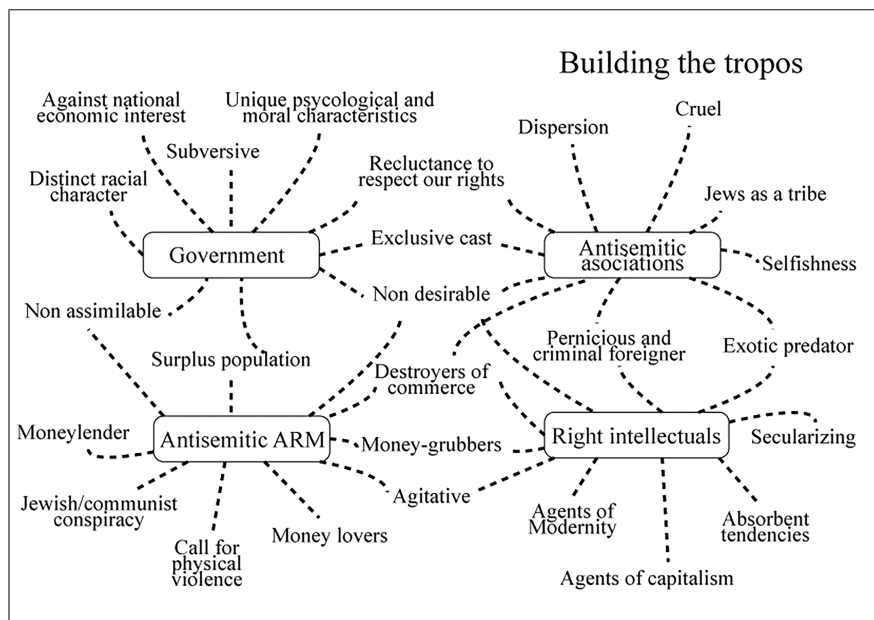 Building the tropos
Against national
economic interest
Unique psycological and
moral characteristics
Subversive
Distinct racial
character
Recluctance to
respect our rights
Dispersion
Cruel
Jews as a tribe
Government
Exclusive cast
Antisemitic
asociations
Selfishness
Non assimilable
Non desirable
Surplus population
Pernicious and
criminal foreigner
Exotic predator
Destroyers of
commerce
Moneylender
Antisemitic ARM
Money-grubbers
Right intellectuals
Secularizing
Jewish/communist
conspiracy
Call for
physical
violence
Money lovers
Agitative
Agents of
Modernity
Absorbent
tendencies
Agents of capitalism